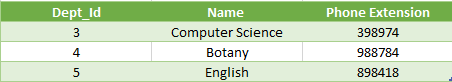 Dept_Id Name Phone Extension
3 Computer Science 398974
4 Botany 988784
5 English 898418